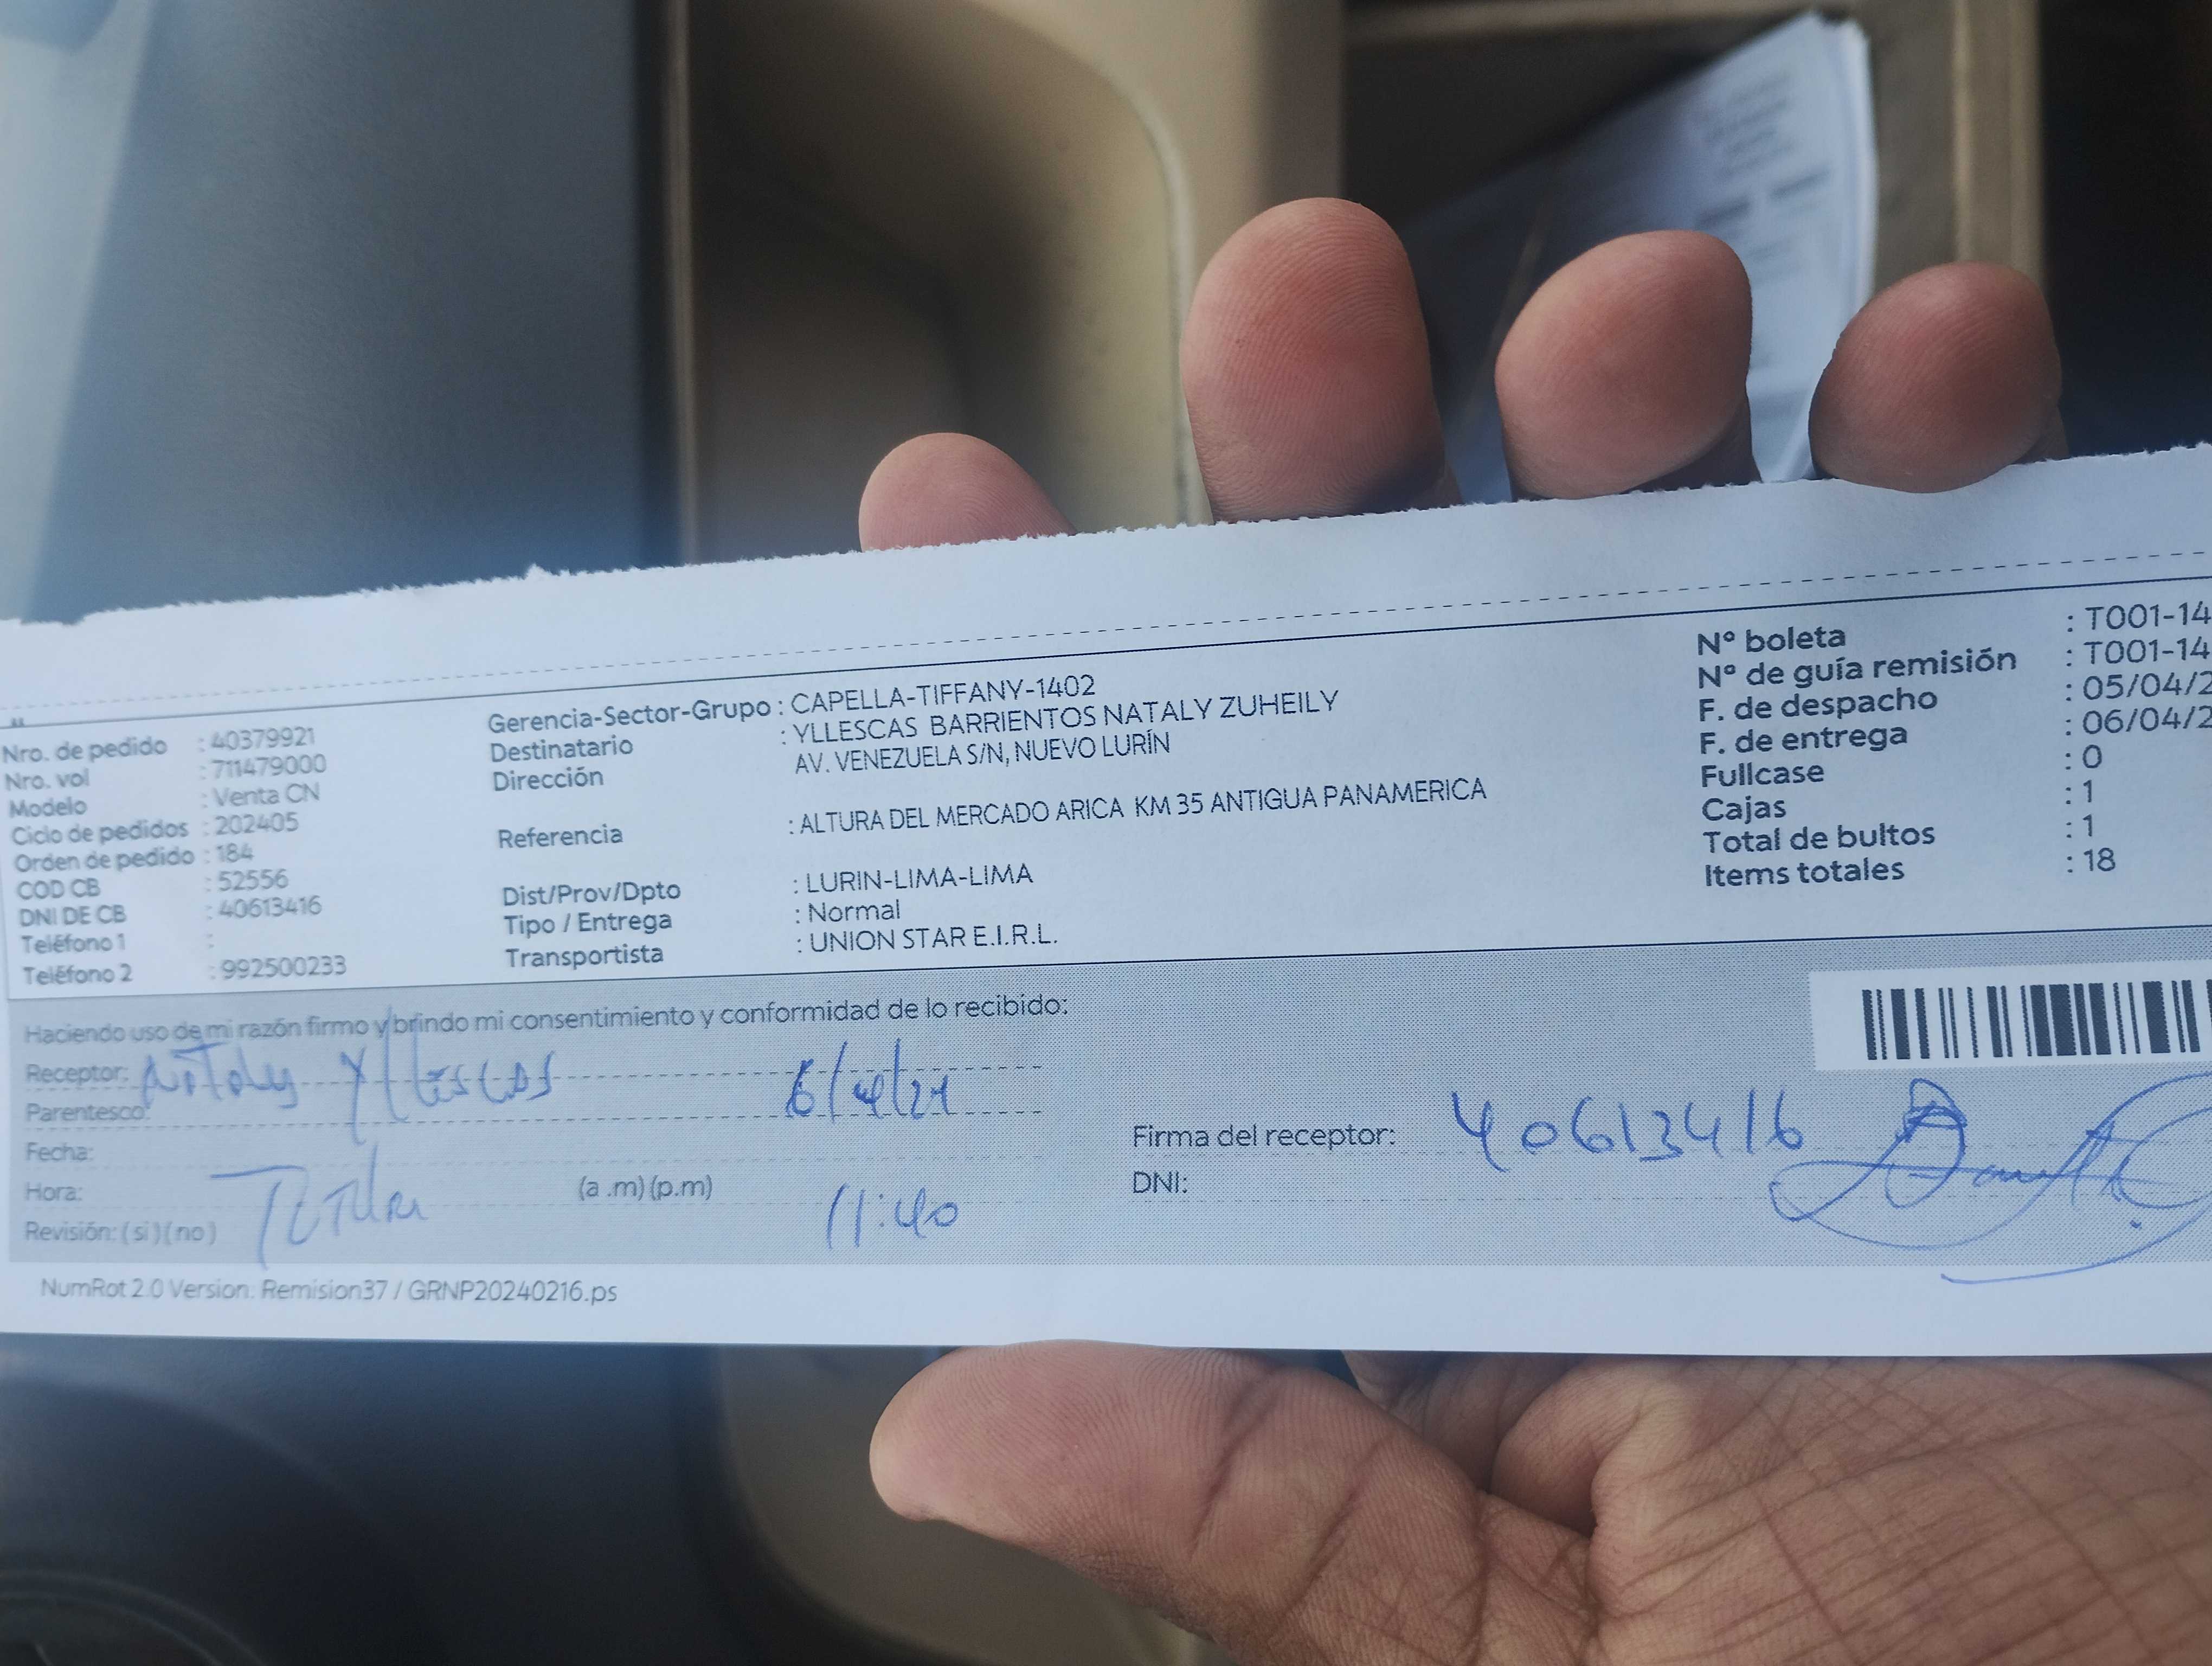 Nro. de pedido : 40379921
Nro. vol : 711479000
Modelo : Venta CN
Ciclo de pedidos : 202405
Orden de pedido : 184
COD CB : 52556
DNI DE CB : 40613416
Teléfono 1 :
Teléfono 2 : 992500233
Gerencia-Sector-Grupo : CAPELLA-TIFFANY-1402
Destinatario : YLLESCAS BARRIENTOS NATALY ZUHEILY
Dirección AV. VENEZUELA S/N, NUEVO LURÍN
Referencia : ALTURA DEL MERCADO ARICA KM 35 ANTIGUA PANAMERICA
Dist/Prov/Dpto : LURIN-LIMA-LIMA
Tipo / Entrega : Normal
Transportista : UNION STAR E.I.R.L.
Nº boleta : T001-14
Nº de guía remisión : T001-14
F. de despacho : 05/04/2
F. de entrega : 06/04/2
Fullcase : 0
Cajas : 1
Total de bultos : 1
Items totales : 18
Haciendo uso de mi razón firmo y brindo mi consentimiento y conformidad de lo recibido:
Receptor: Nataly Yllescas 6/4/24
Parentesco:
Fecha:
Hora: (a .m) (p.m) 11:40
Revisión: ( si ) ( no )
Firma del receptor: 40613416
DNI:
NumRot 2.0 Version: Remision37 / GRNP20240216.ps